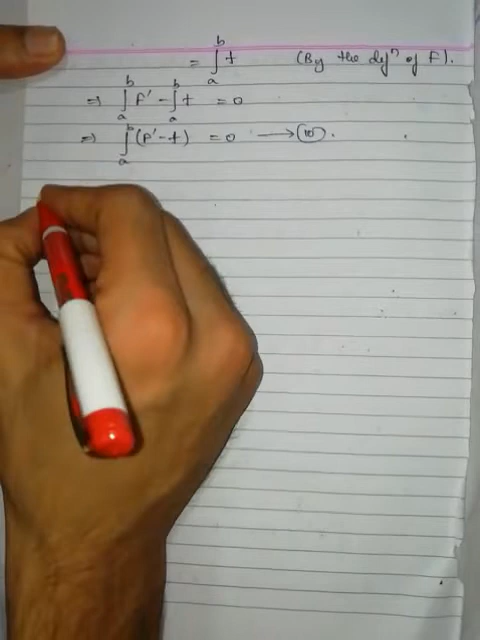 = ∫_a^b f (By the defⁿ of F).
⇒ ∫_a^b F' - ∫_a^b f = 0
⇒ ∫_a^b (F' - f) = 0 → (10).